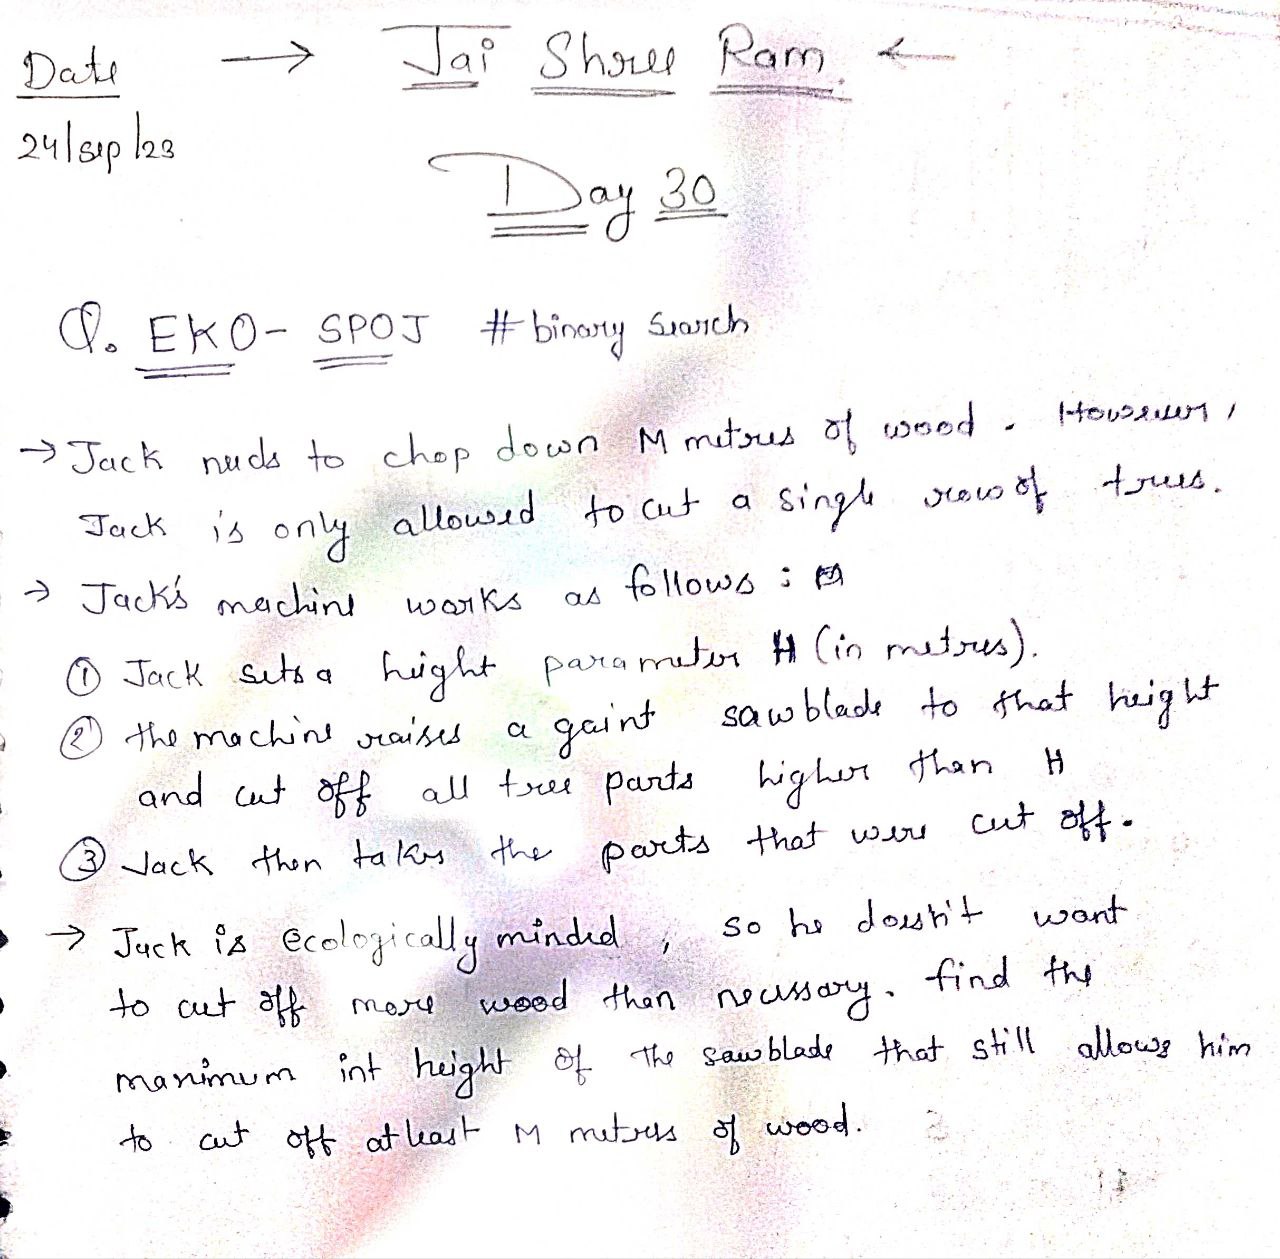 Date → Jai Shree Ram. ←
24/sep/23
Day 30
Q. EKO- SPOJ # binary Search
→ Jack needs to chop down M metres of wood. However,
Jack is only allowed to cut a single row of trees.
→ Jack's machine works as follows :
① Jack sets a height parameter H (in metres).
② the machine raises a gaint sawblade to that height
and cut off all tree parts higher than H
③ Jack then takes the parts that were cut off.
→ Jack is ecologically minded, so he doesn't want
to cut off more wood than necessary. find the
maximum int height of the sawblade that still allows him
to cut off atleast M metres of wood.